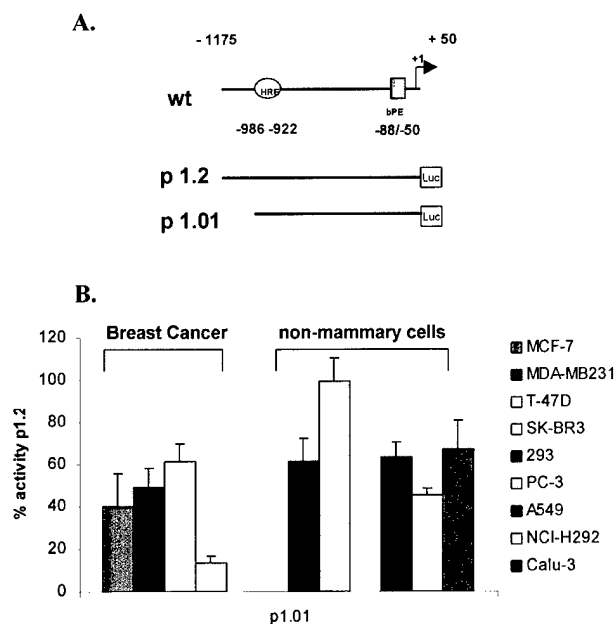 A.
- 1175 + 50
+1
wt
HRE
bPE
-986 -922 -88/-50
p 1.2 Luc
p 1.01 Luc
B.
Breast Cancer non-mammary cells
120
100
80
60
40
20
0
% activity p1.2
p1.01
MCF-7
MDA-MB231
T-47D
SK-BR3
293
PC-3
A549
NCI-H292
Calu-3